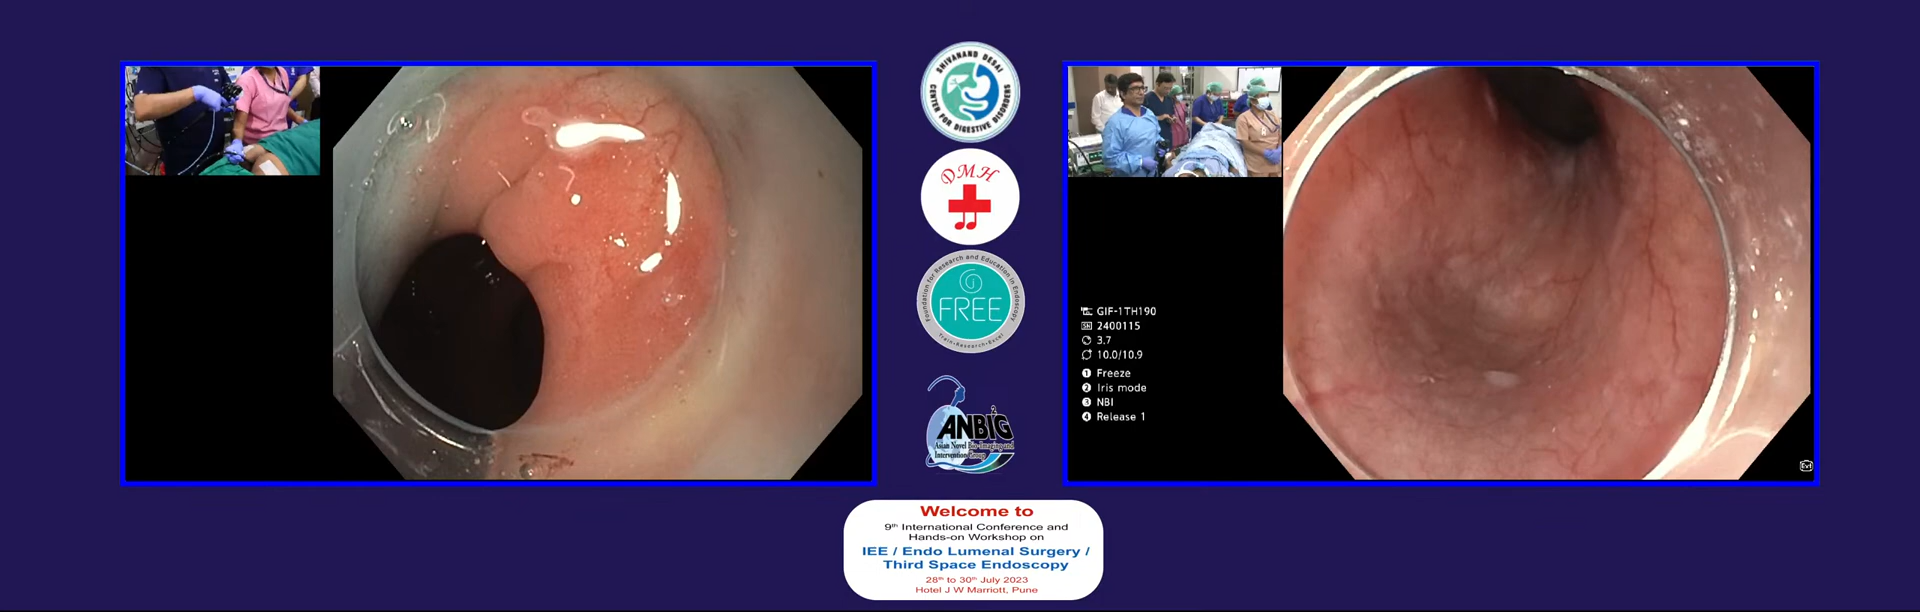 SHIVANAND DESAI
CENTER FOR DIGESTIVE DISORDERS
DMH
Foundation for Research and Education in Endoscopy
FREE
Train•Research•Excel
ANBIG
2
Asian Novel Bio-Imaging and
Intervention Group
GIF-1TH190
SN 2400115
3.7
10.0/10.9
1 Freeze
2 Iris mode
3 NBI
4 Release 1
Welcome to
9th International Conference and
Hands-on Workshop on
IEE / Endo Lumenal Surgery /
Third Space Endoscopy
28th to 30th July 2023
Hotel J W Marriott, Pune